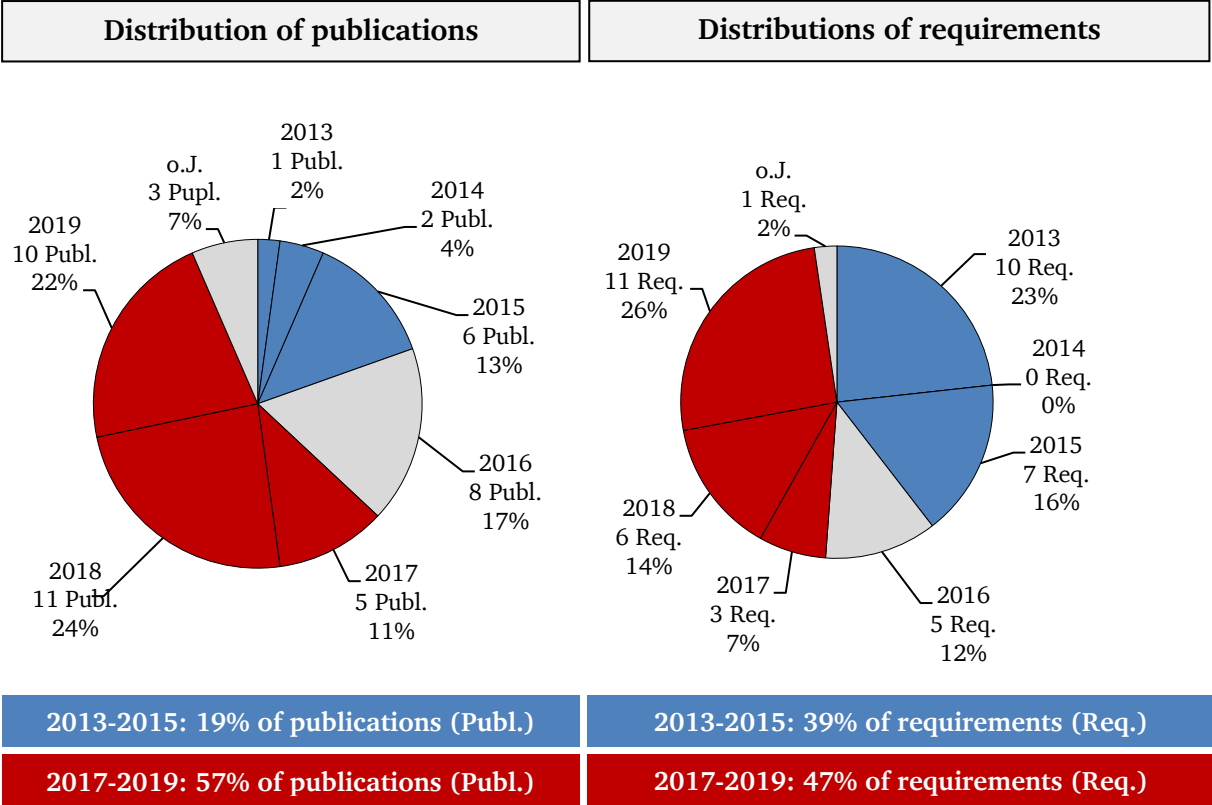 Distribution of publications
2013
1 Publ.
2%
2014
2 Publ.
4%
2015
6 Publ.
13%
2016
8 Publ.
17%
2017
5 Publ.
11%
2018
11 Publ.
24%
2019
10 Publ.
22%
o.J.
3 Pupl.
7%
2013-2015: 19% of publications (Publ.)
2017-2019: 57% of publications (Publ.)
Distributions of requirements
2013
10 Req.
23%
2014
0 Req.
0%
2015
7 Req.
16%
2016
5 Req.
12%
2017
3 Req.
7%
2018
6 Req.
14%
2019
11 Req.
26%
o.J.
1 Req.
2%
2013-2015: 39% of requirements (Req.)
2017-2019: 47% of requirements (Req.)